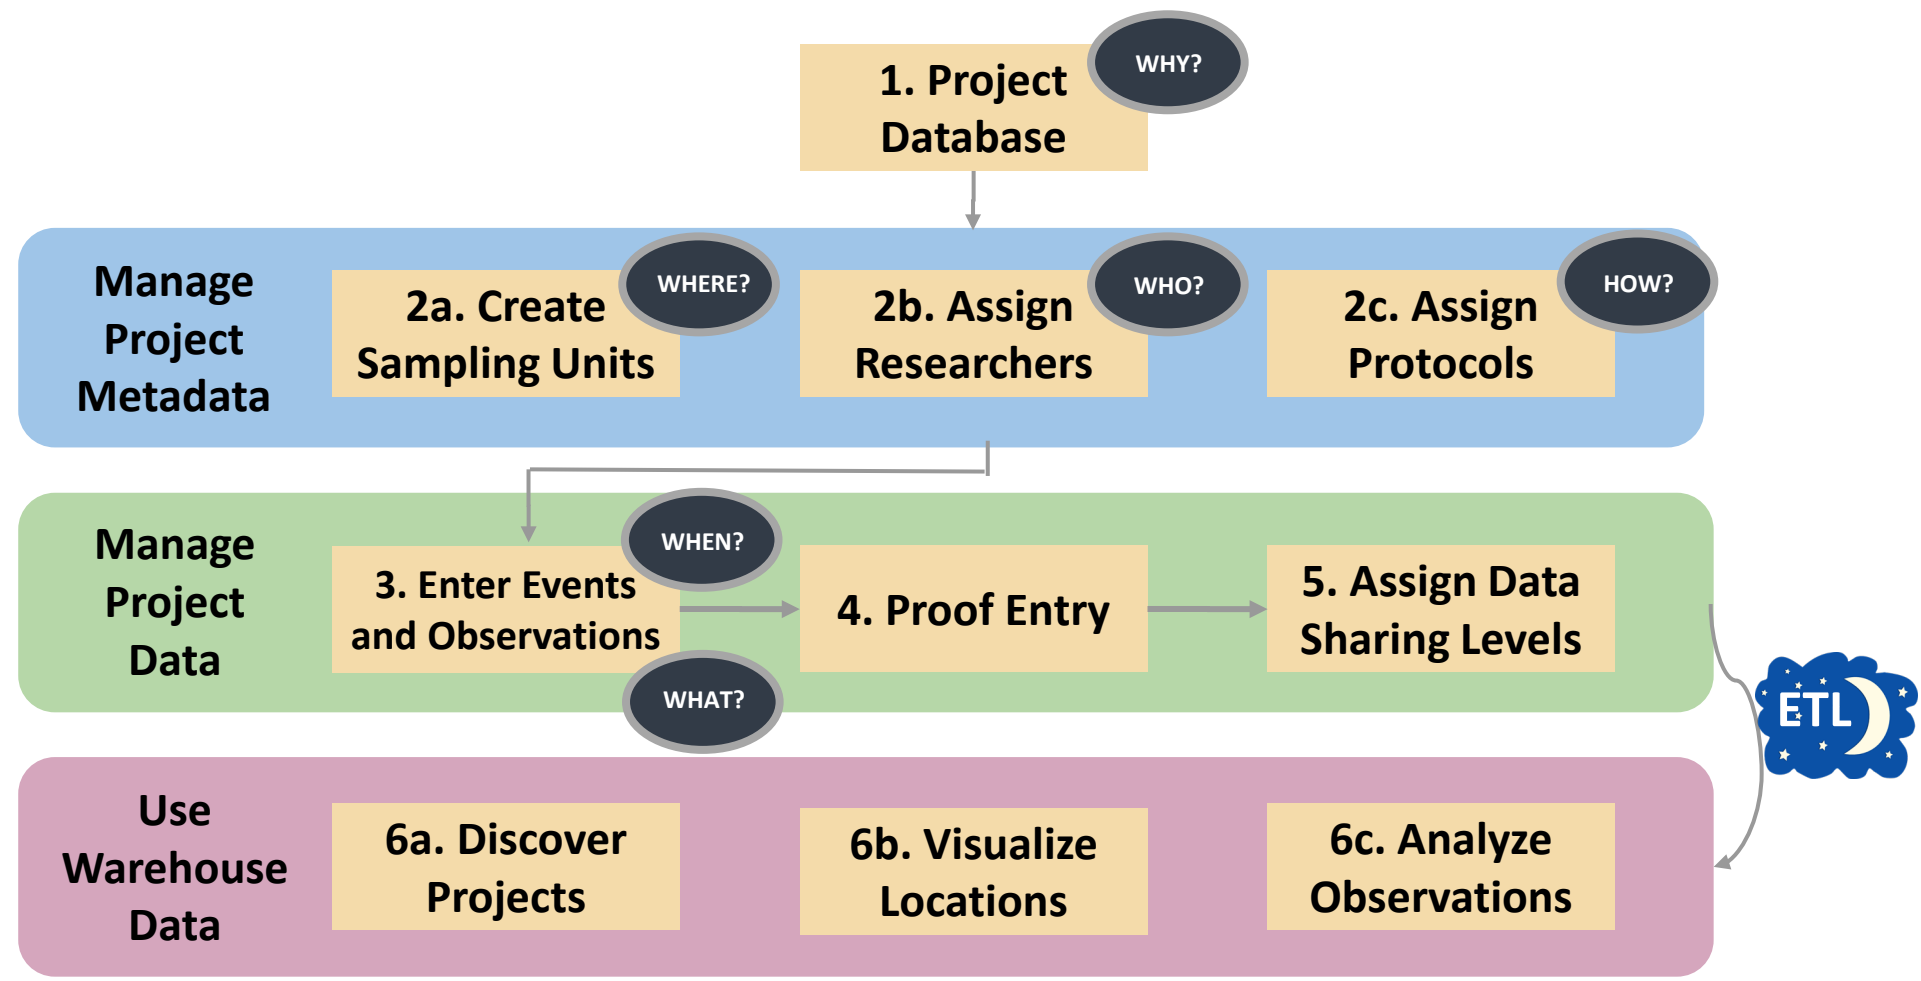 1. Project
Database
WHY?
Manage
Project
Metadata
2a. Create
Sampling Units
WHERE?
2b. Assign
Researchers
WHO?
2c. Assign
Protocols
HOW?
Manage
Project
Data
3. Enter Events
and Observations
WHEN?
WHAT?
4. Proof Entry
5. Assign Data
Sharing Levels
ETL
Use
Warehouse
Data
6a. Discover
Projects
6b. Visualize
Locations
6c. Analyze
Observations